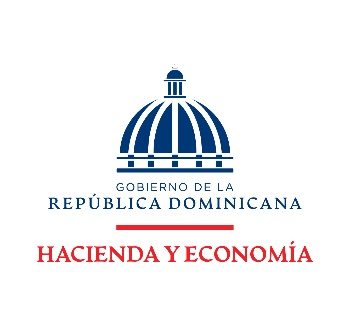 GOBIERNO DE LA
REPÚBLICA DOMINICANA
HACIENDA Y ECONOMÍA